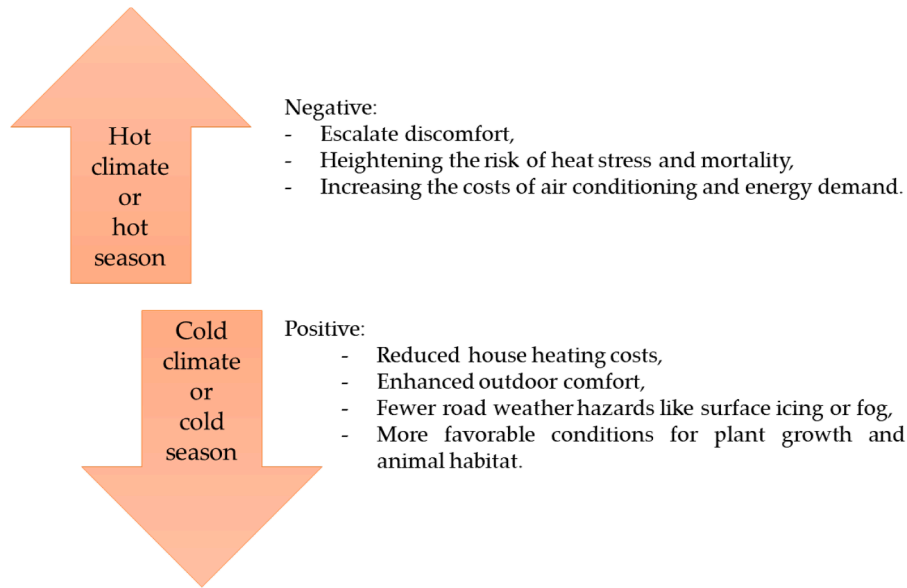 Hot
climate
or
hot
season
Negative:
- Escalate discomfort,
- Heightening the risk of heat stress and mortality,
- Increasing the costs of air conditioning and energy demand.
Cold
climate
or
cold
season
Positive:
- Reduced house heating costs,
- Enhanced outdoor comfort,
- Fewer road weather hazards like surface icing or fog,
- More favorable conditions for plant growth and
animal habitat.